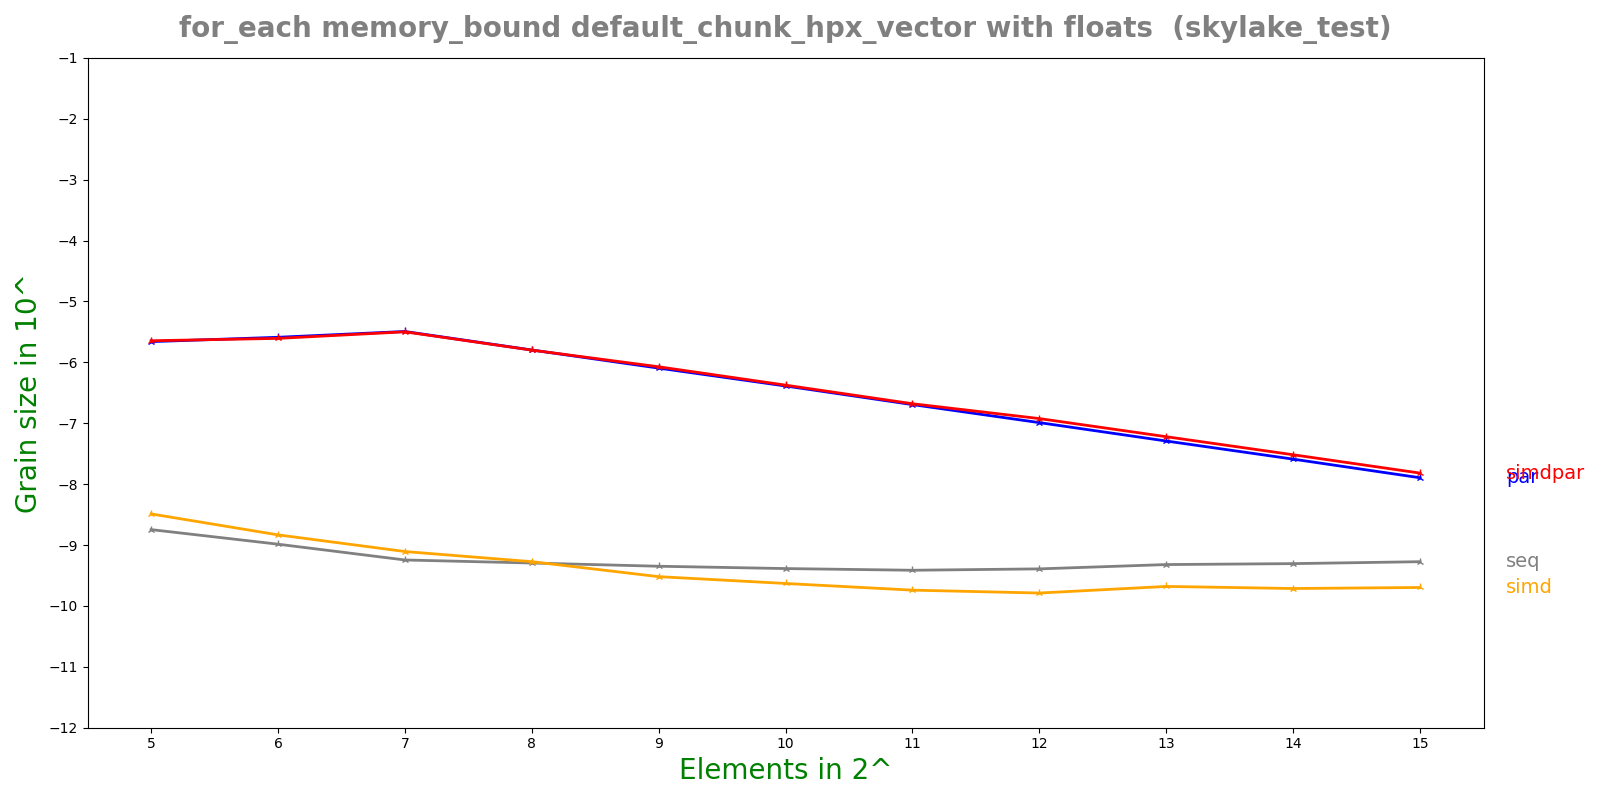 for_each memory_bound default_chunk_hpx_vector with floats  (skylake_test)
Grain size in 10^
−1
−2
−3
−4
−5
−6
−7
−8
−9
−10
−11
−12
simdpar
par
seq
simd
5 6 7 8 9 10 11 12 13 14 15
Elements in 2^